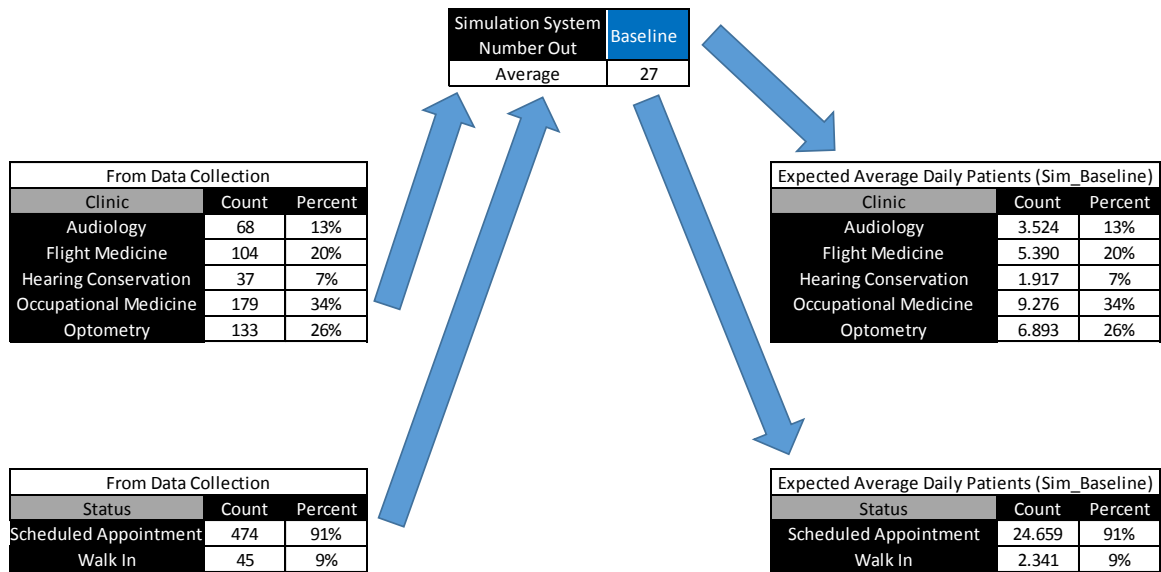 Simulation System Number Out Baseline
Average 27
From Data Collection
Clinic Count Percent
Audiology 68 13%
Flight Medicine 104 20%
Hearing Conservation 37 7%
Occupational Medicine 179 34%
Optometry 133 26%
Expected Average Daily Patients (Sim_Baseline)
Clinic Count Percent
Audiology 3.524 13%
Flight Medicine 5.390 20%
Hearing Conservation 1.917 7%
Occupational Medicine 9.276 34%
Optometry 6.893 26%
From Data Collection
Status Count Percent
Scheduled Appointment 474 91%
Walk In 45 9%
Expected Average Daily Patients (Sim_Baseline)
Status Count Percent
Scheduled Appointment 24.659 91%
Walk In 2.341 9%